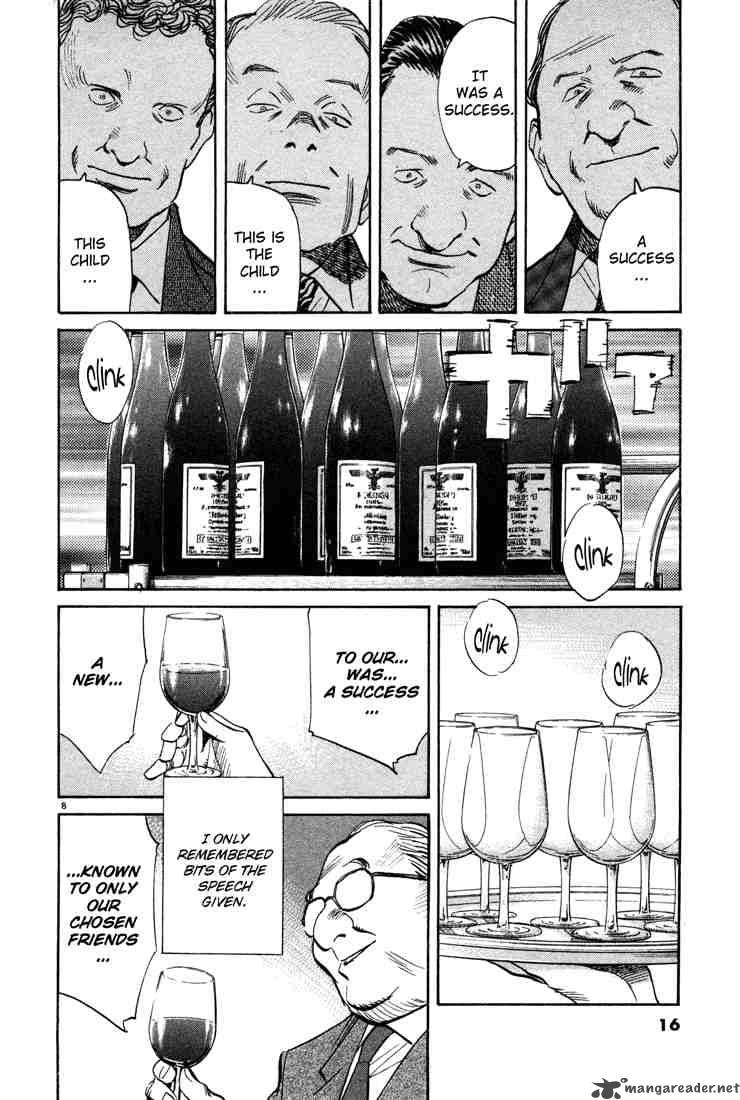 THIS
CHILD
...
THIS IS
THE
CHILD
...
IT
WAS A
SUCCESS.
A
SUCCESS
...
Clink
Clink
A
NEW...
TO OUR...
WAS...
A SUCCESS
...
Clink
Clink
8
I ONLY
REMEMBERED
BITS OF THE
SPEECH
GIVEN.
...KNOWN
TO ONLY
OUR
CHOSEN
FRIENDS
...
16
mangareader.net